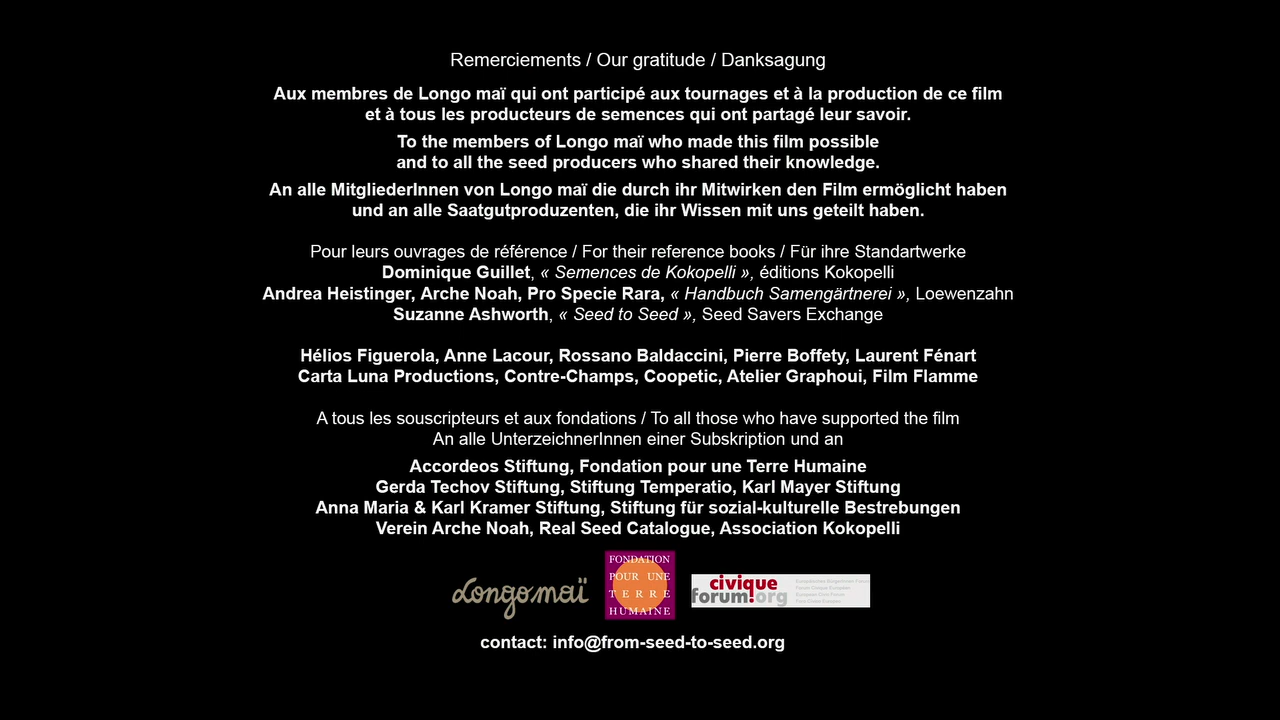 Remerciements / Our gratitude / Danksagung
Aux membres de Longo maï qui ont participé aux tournages et à la production de ce film
et à tous les producteurs de semences qui ont partagé leur savoir.
To the members of Longo maï who made this film possible
and to all the seed producers who shared their knowledge.
An alle MitgliederInnen von Longo maï die durch ihr Mitwirken den Film ermöglicht haben
und an alle Saatgutproduzenten, die ihr Wissen mit uns geteilt haben.
Pour leurs ouvrages de référence / For their reference books / Für ihre Standartwerke
Dominique Guillet, « Semences de Kokopelli », éditions Kokopelli
Andrea Heistinger, Arche Noah, Pro Specie Rara, « Handbuch Samengärtnerei », Loewenzahn
Suzanne Ashworth, « Seed to Seed », Seed Savers Exchange
Hélios Figuerola, Anne Lacour, Rossano Baldaccini, Pierre Boffety, Laurent Fénart
Carta Luna Productions, Contre-Champs, Coopetic, Atelier Graphoui, Film Flamme
A tous les souscripteurs et aux fondations / To all those who have supported the film
An alle UnterzeichnerInnen einer Subskription und an
Accordeos Stiftung, Fondation pour une Terre Humaine
Gerda Techov Stiftung, Stiftung Temperatio, Karl Mayer Stiftung
Anna Maria & Karl Kramer Stiftung, Stiftung für sozial-kulturelle Bestrebungen
Verein Arche Noah, Real Seed Catalogue, Association Kokopelli
Longo maï
FONDATION
POUR UNE
TERRE
HUMAINE
civique
forum.org
contact: info@from-seed-to-seed.org